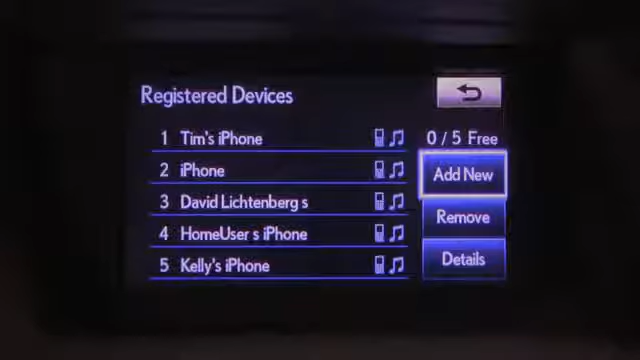 Registered Devices
1 Tim's iPhone
0 / 5 Free
2 iPhone
Add New
3 David Lichtenberg s
Remove
4 HomeUser s iPhone
5 Kelly's iPhone
Details